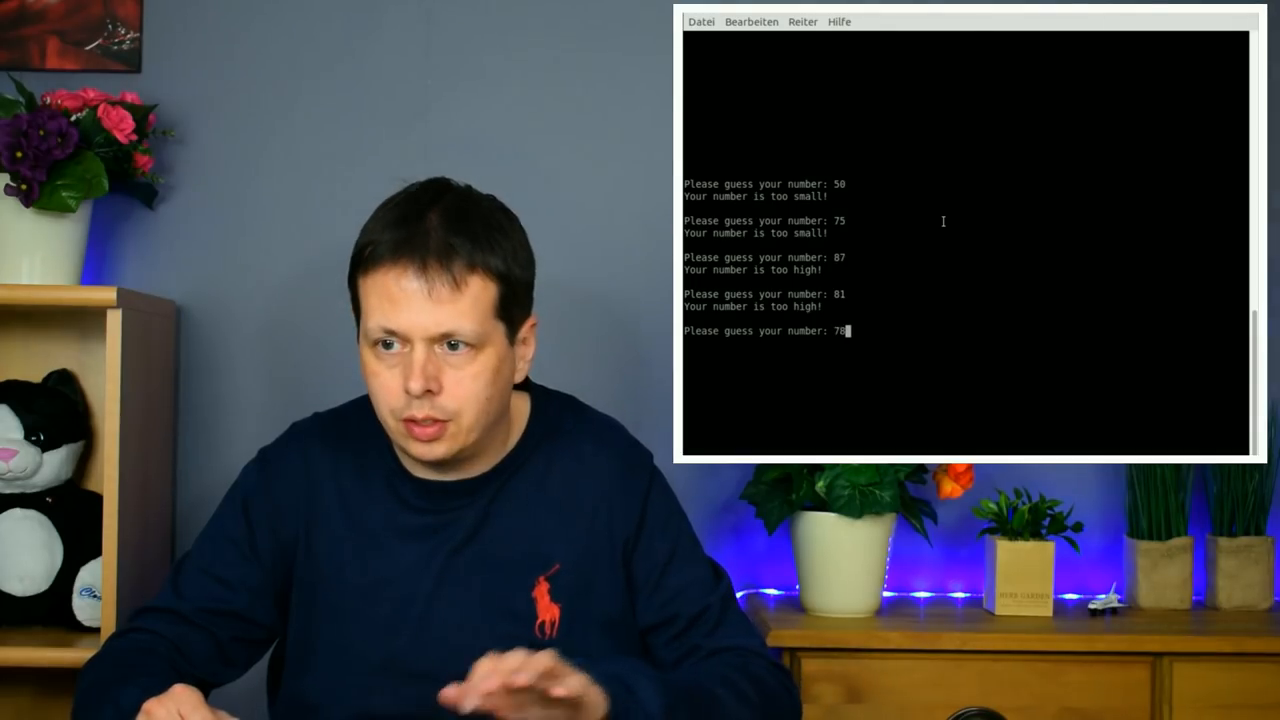 Datei Bearbeiten Reiter Hilfe
Please guess your number: 50
Your number is too small!
Please guess your number: 75
Your number is too small!
Please guess your number: 87
Your number is too high!
Please guess your number: 81
Your number is too high!
Please guess your number: 78
HERB GARDEN